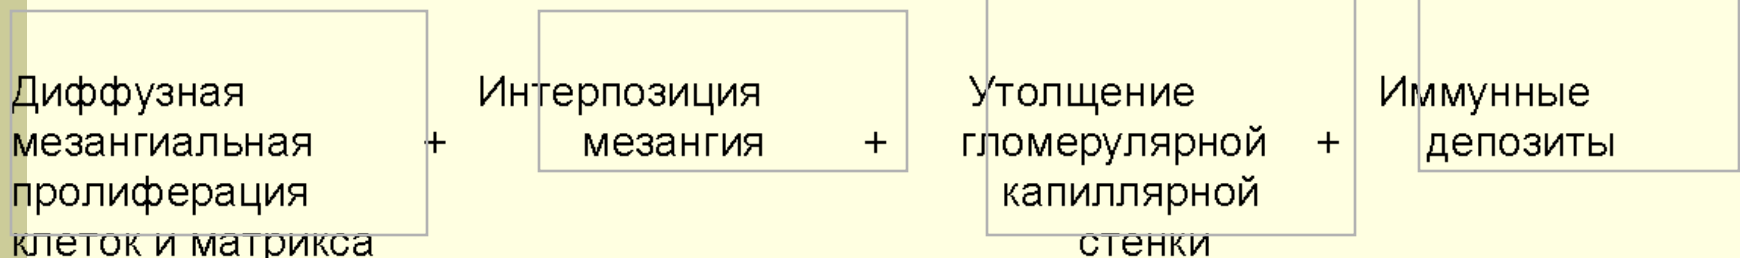 Диффузная
мезангиальная
пролиферация
клеток и матрикса
+
Интерпозиция
мезангия
+
Утолщение
гломерулярной
капиллярной
стенки
+
Иммунные
депозиты